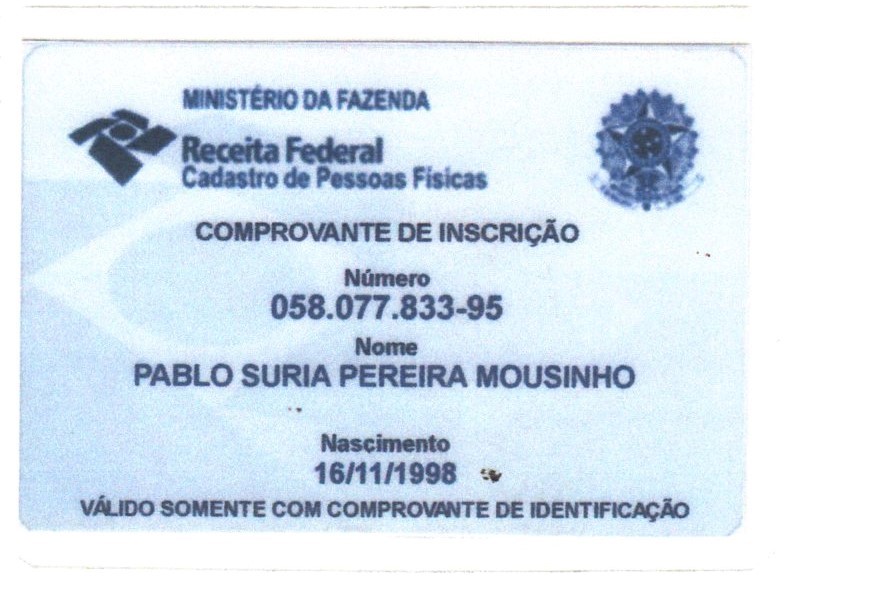 MINISTÉRIO DA FAZENDA
Receita Federal
Cadastro de Pessoas Físicas
COMPROVANTE DE INSCRIÇÃO
Número
058.077.833-95
Nome
PABLO SURIA PEREIRA MOUSINHO
Nascimento
16/11/1998
VÁLIDO SOMENTE COM COMPROVANTE DE IDENTIFICAÇÃO